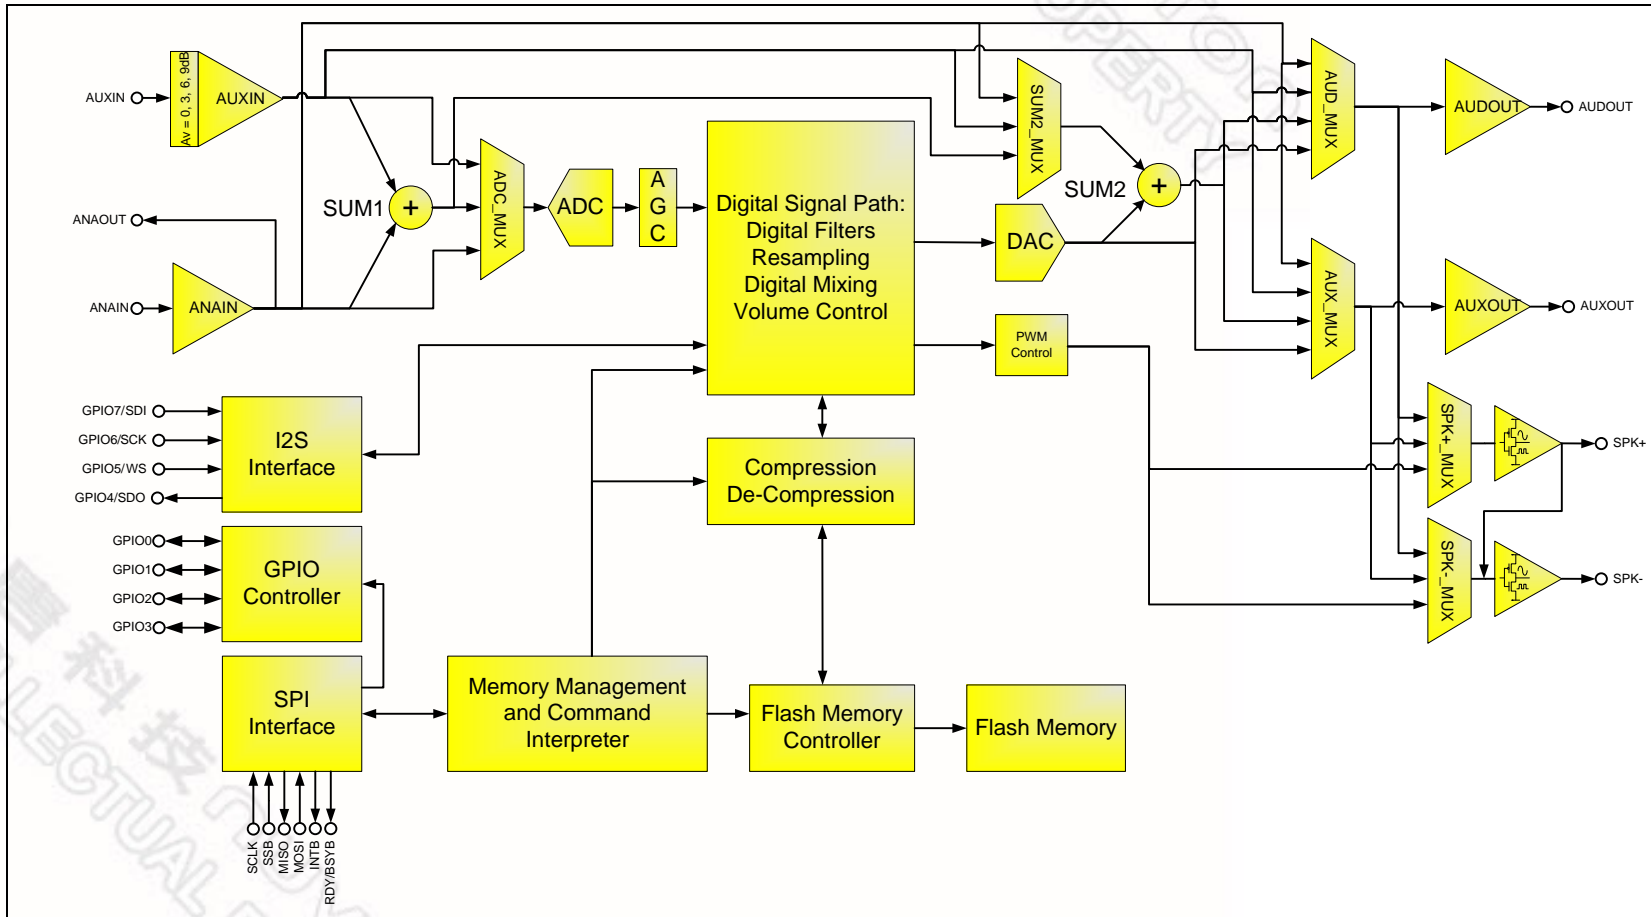 AUXIN
Av = 0, 3, 6, 9dB
AUXIN
ANAOUT
ANAIN
ANAIN
SUM1
+
ADC_MUX
ADC
A
G
C
Digital Signal Path:
Digital Filters
Resampling
Digital Mixing
Volume Control
SUM2_MUX
SUM2
+
DAC
PWM
Control
AUD_MUX
AUDOUT
AUDOUT
AUX_MUX
AUXOUT
AUXOUT
SPK+_MUX
SPK+
SPK-_MUX
SPK-
GPIO7/SDI
GPIO6/SCK
GPIO5/WS
GPIO4/SDO
I2S
Interface
Compression
De-Compression
GPIO0
GPIO1
GPIO2
GPIO3
GPIO
Controller
SPI
Interface
Memory Management
and Command
Interpreter
Flash Memory
Controller
Flash Memory
SCLK
SSB
MISO
MOSI
INTB
RDY/BSYB
OPERTY
科技